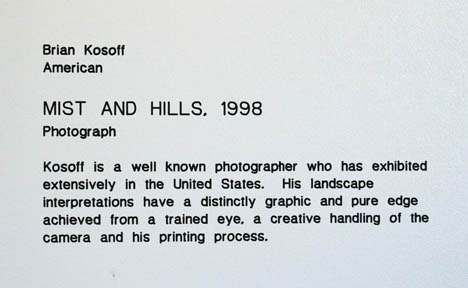 Brian Kosoff
American
MIST AND HILLS, 1998
Photograph
Kosoff is a well known photographer who has exhibited
extensively in the United States. His landscape
interpretations have a distinctly graphic and pure edge
achieved from a trained eye, a creative handling of the
camera and his printing process.